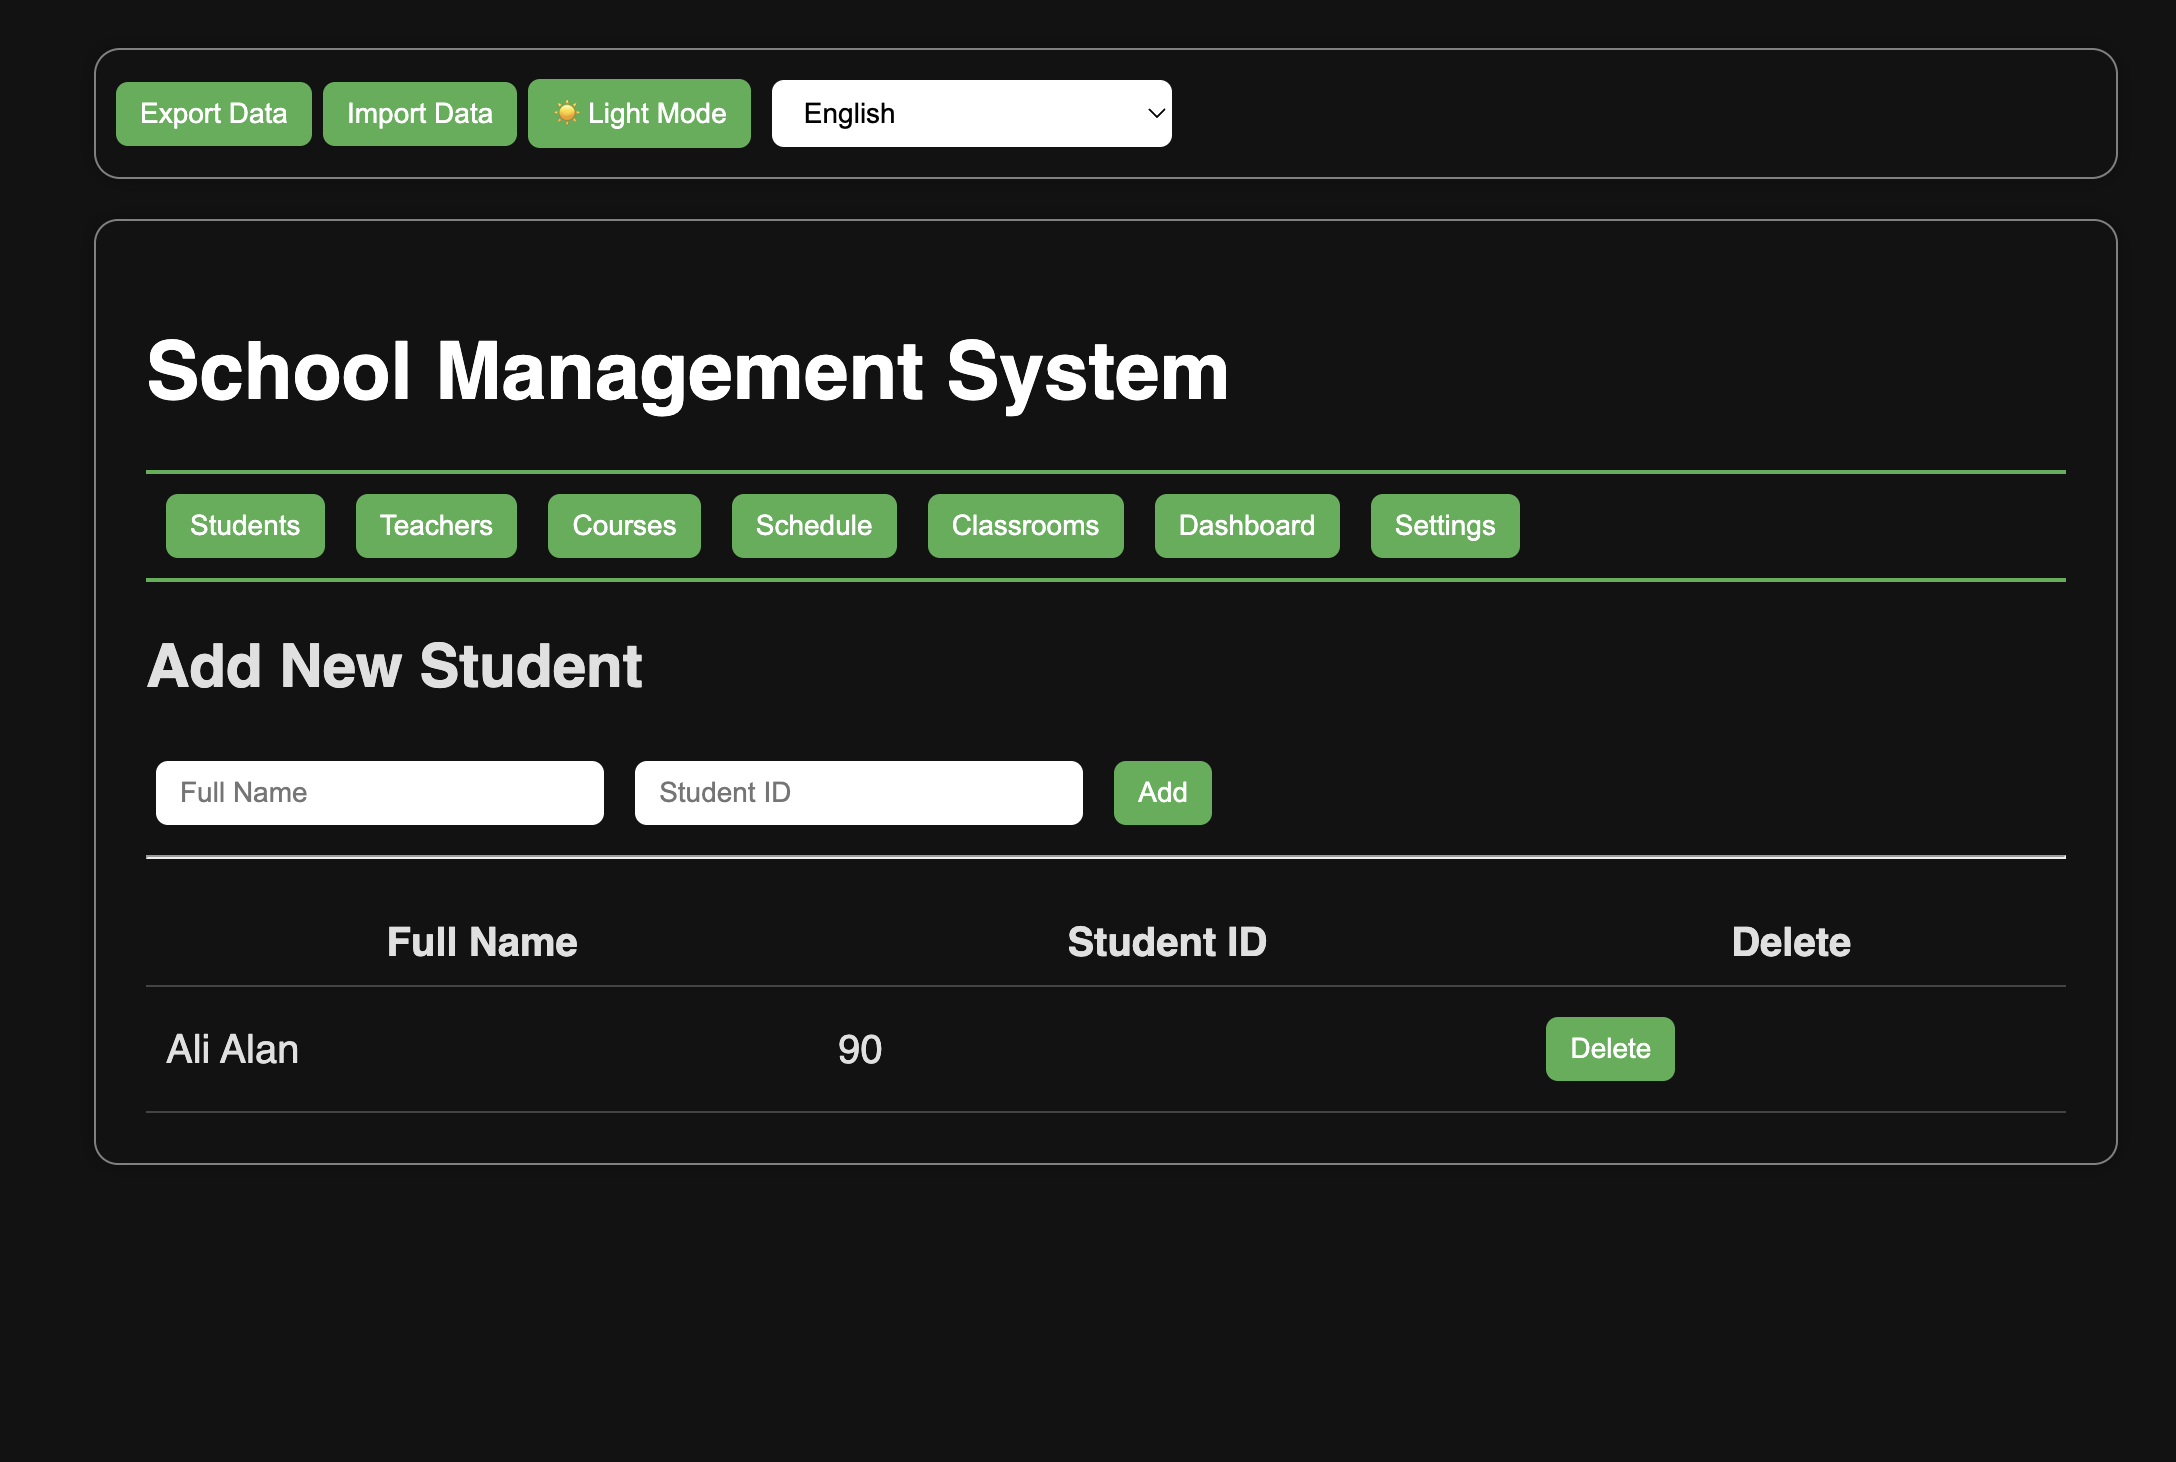 Export Data Import Data ☀️ Light Mode English
School Management System
Students Teachers Courses Schedule Classrooms Dashboard Settings
Add New Student
Full Name Student ID Add
Full Name Student ID Delete
Ali Alan 90 Delete